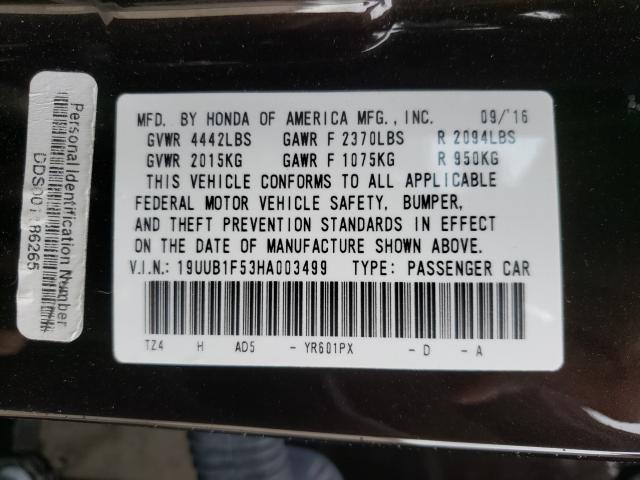 MFD. BY HONDA OF AMERICA MFG., INC. 09/'16
GVWR 4442LBS GAWR F 2370LBS R 2094LBS
GVWR 2015KG GAWR F 1075KG R 950KG
THIS VEHICLE CONFORMS TO ALL APPLICABLE
FEDERAL MOTOR VEHICLE SAFETY, BUMPER,
AND THEFT PREVENTION STANDARDS IN EFFECT
ON THE DATE OF MANUFACTURE SHOWN ABOVE.
V.I.N.: 19UUB1F53HA003499 TYPE: PASSENGER CAR
TZ4 H AD5 - YR601PX - D - A
Personal Identification Number